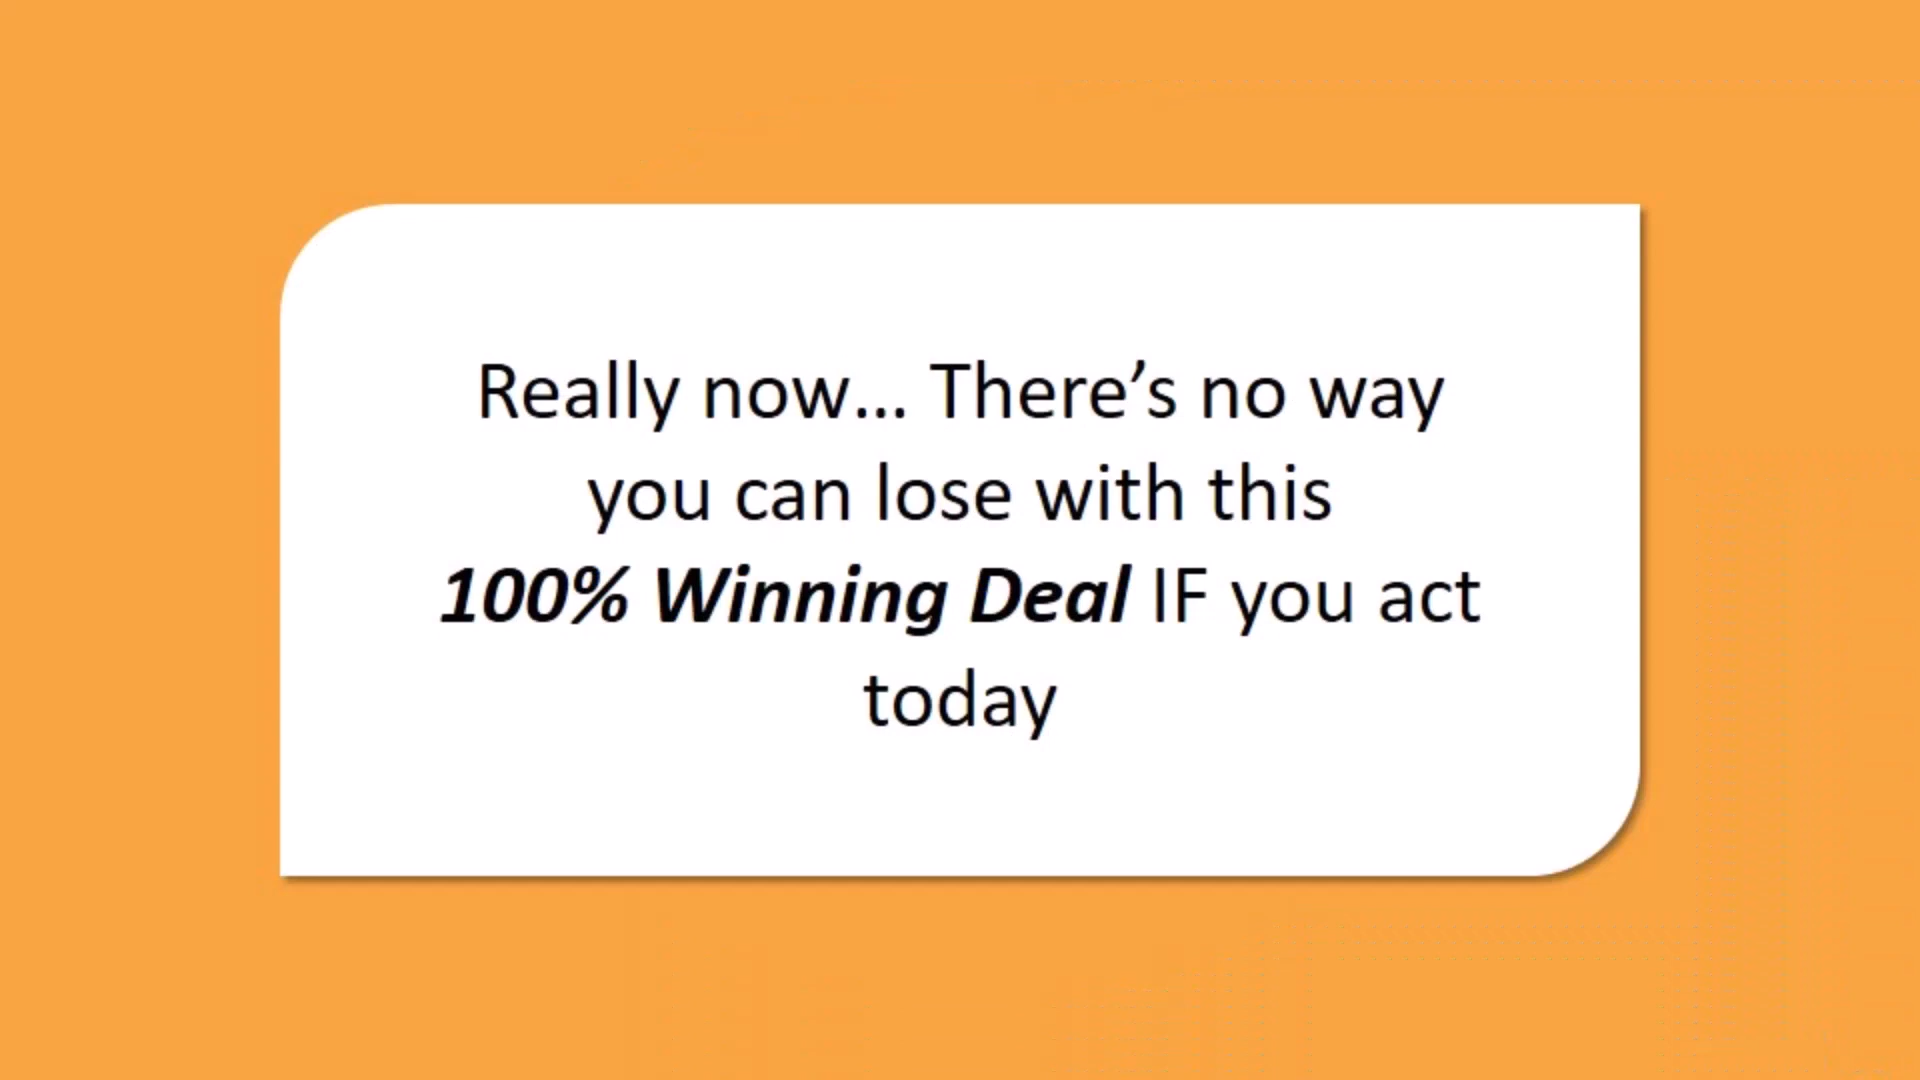 Really now... There’s no way
you can lose with this
100% Winning Deal IF you act
today